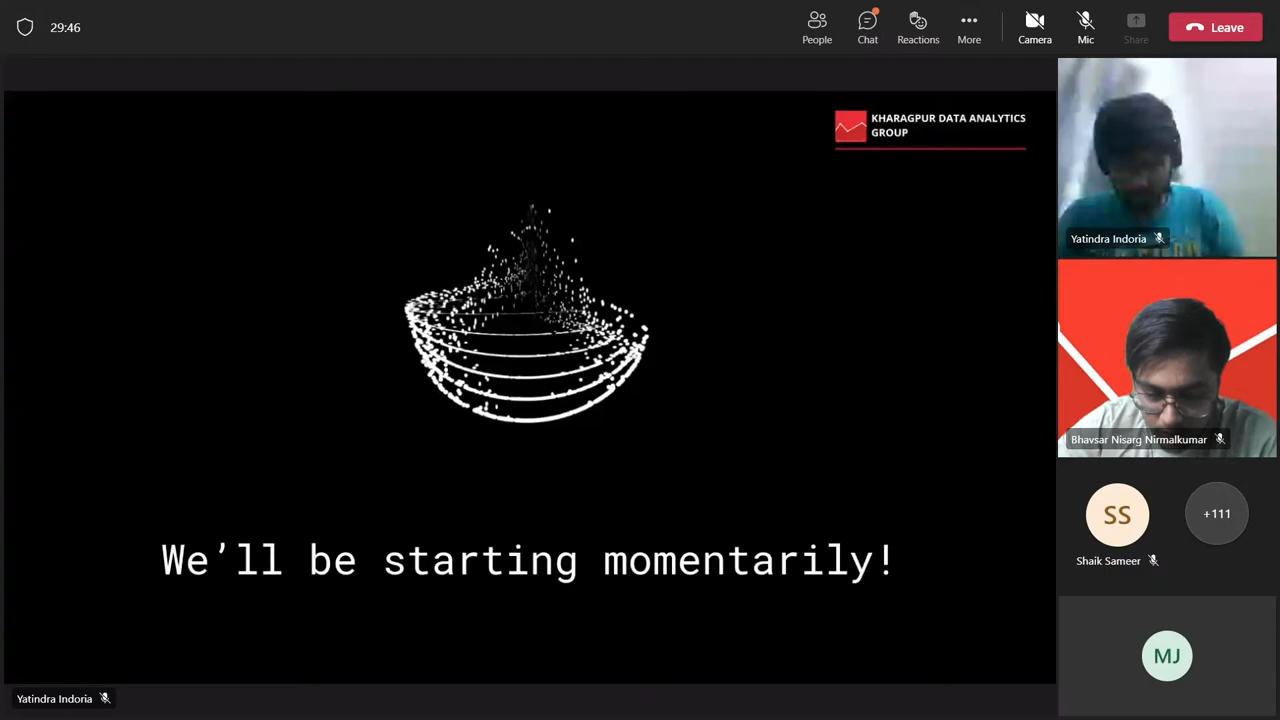 29:46
People
Chat
Reactions
More
Camera
Mic
Share
Leave
KHARAGPUR DATA ANALYTICS
GROUP
Yatindra Indoria
Bhavsar Nisarg Nirmalkumar
SS
+111
Shaik Sameer
We’ll be starting momentarily!
MJ
Yatindra Indoria